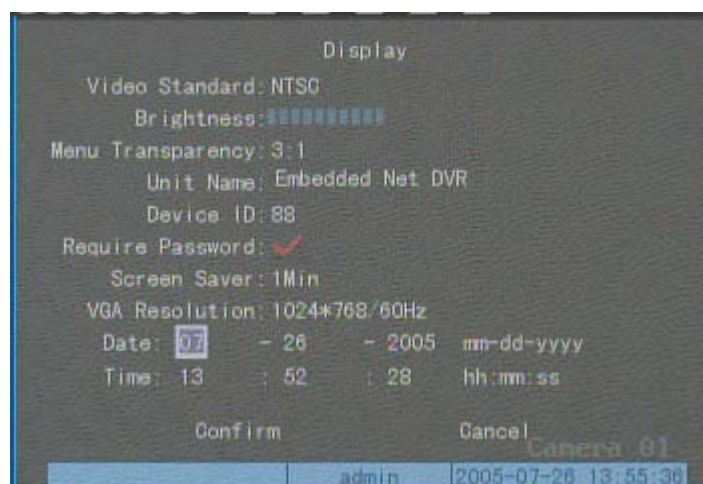 Display
Video Standard: NTSC
Brightness:
Menu Transparency: 3:1
Unit Name: Embedded Net DVR
Device ID: 88
Require Password:
Screen Saver: 1Min
VGA Resolution: 1024*768/60Hz
Date: 07 - 26 - 2005 mm-dd-yyyy
Time: 13 : 52 : 28 hh:mm:ss
Confirm Cancel
Camera 01
admin 2005-07-26 13:55:36